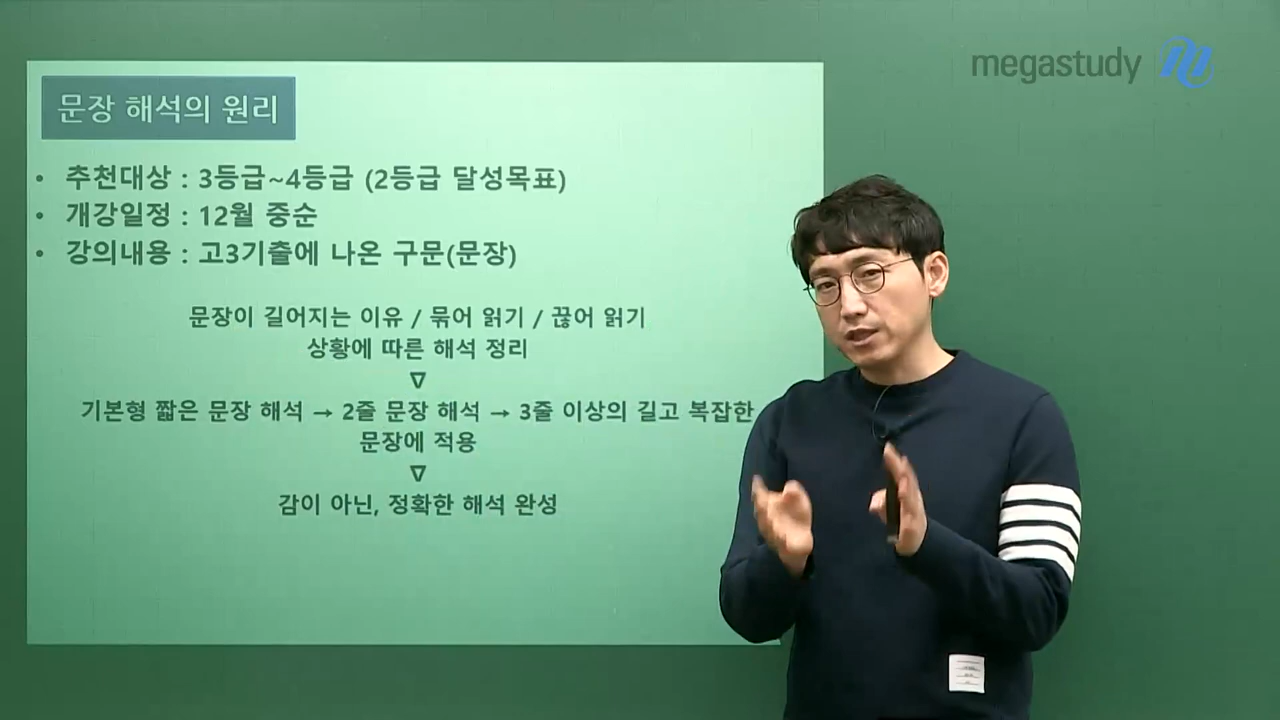 megastudy
문장 해석의 원리
• 추천대상 : 3등급~4등급 (2등급 달성목표)
• 개강일정 : 12월 중순
• 강의내용 : 고3기출에 나온 구문(문장)
문장이 길어지는 이유 / 묶어 읽기 / 끊어 읽기
상황에 따른 해석 정리
∇
기본형 짧은 문장 해석 → 2줄 문장 해석 → 3줄 이상의 길고 복잡한
문장에 적용
∇
감이 아닌, 정확한 해석 완성